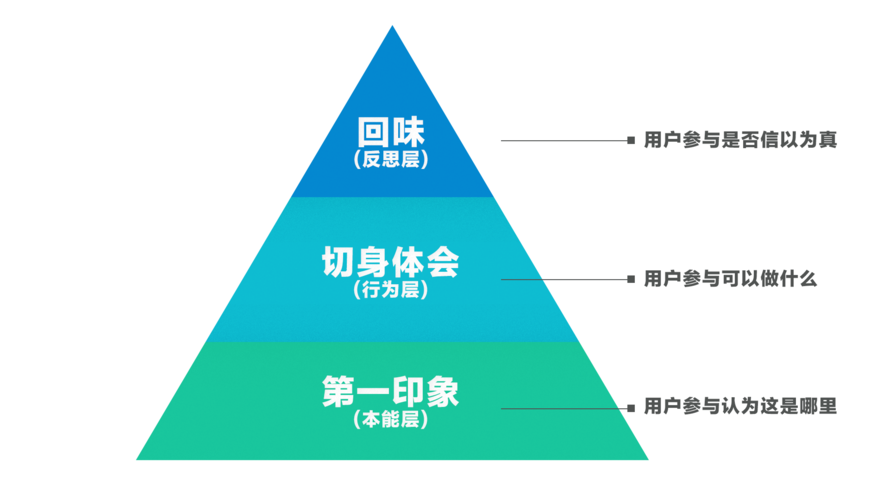 回味
(反思层)
用户参与是否信以为真
切身体会
(行为层)
用户参与可以做什么
第一印象
(本能层)
用户参与认为这是哪里